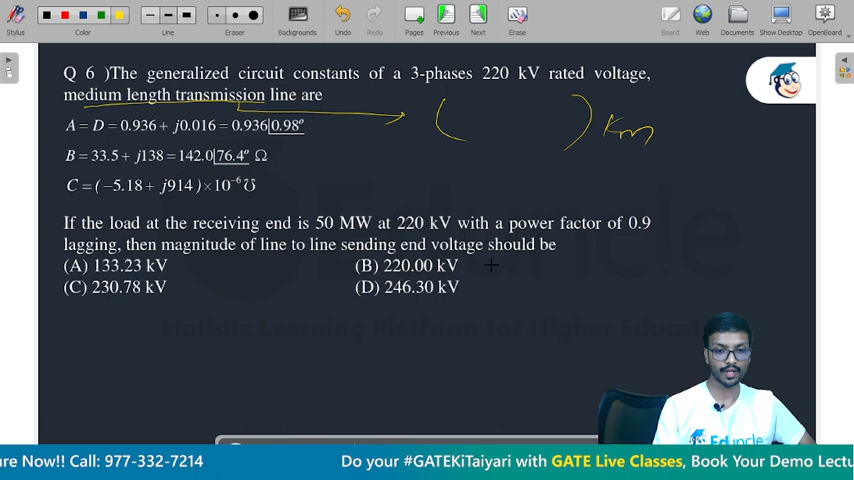 Stylus
Color
Line
Eraser
Backgrounds
Undo
Redo
Pages
Previous
Next
Erase
Board
Web
Documents
Show Desktop
OpenBoard
Q 6 )The generalized circuit constants of a 3-phases 220 kV rated voltage,
medium length transmission line are
( ) Km
A = D = 0.936 + j0.016 = 0.936|0.98°
B = 33.5 + j138 = 142.0|76.4° Ω
C = (−5.18 + j914 )×10⁻⁶ ℧
If the load at the receiving end is 50 MW at 220 kV with a power factor of 0.9
lagging, then magnitude of line to line sending end voltage should be
(A) 133.23 kV (B) 220.00 kV
(C) 230.78 kV (D) 246.30 kV
Eduncle
Holistic Learning Platform for Higher Educat
Eduncle
ure Now!! Call: 977-332-7214 Do your #GATEKiTaiyari with GATE Live Classes, Book Your Demo Lectu